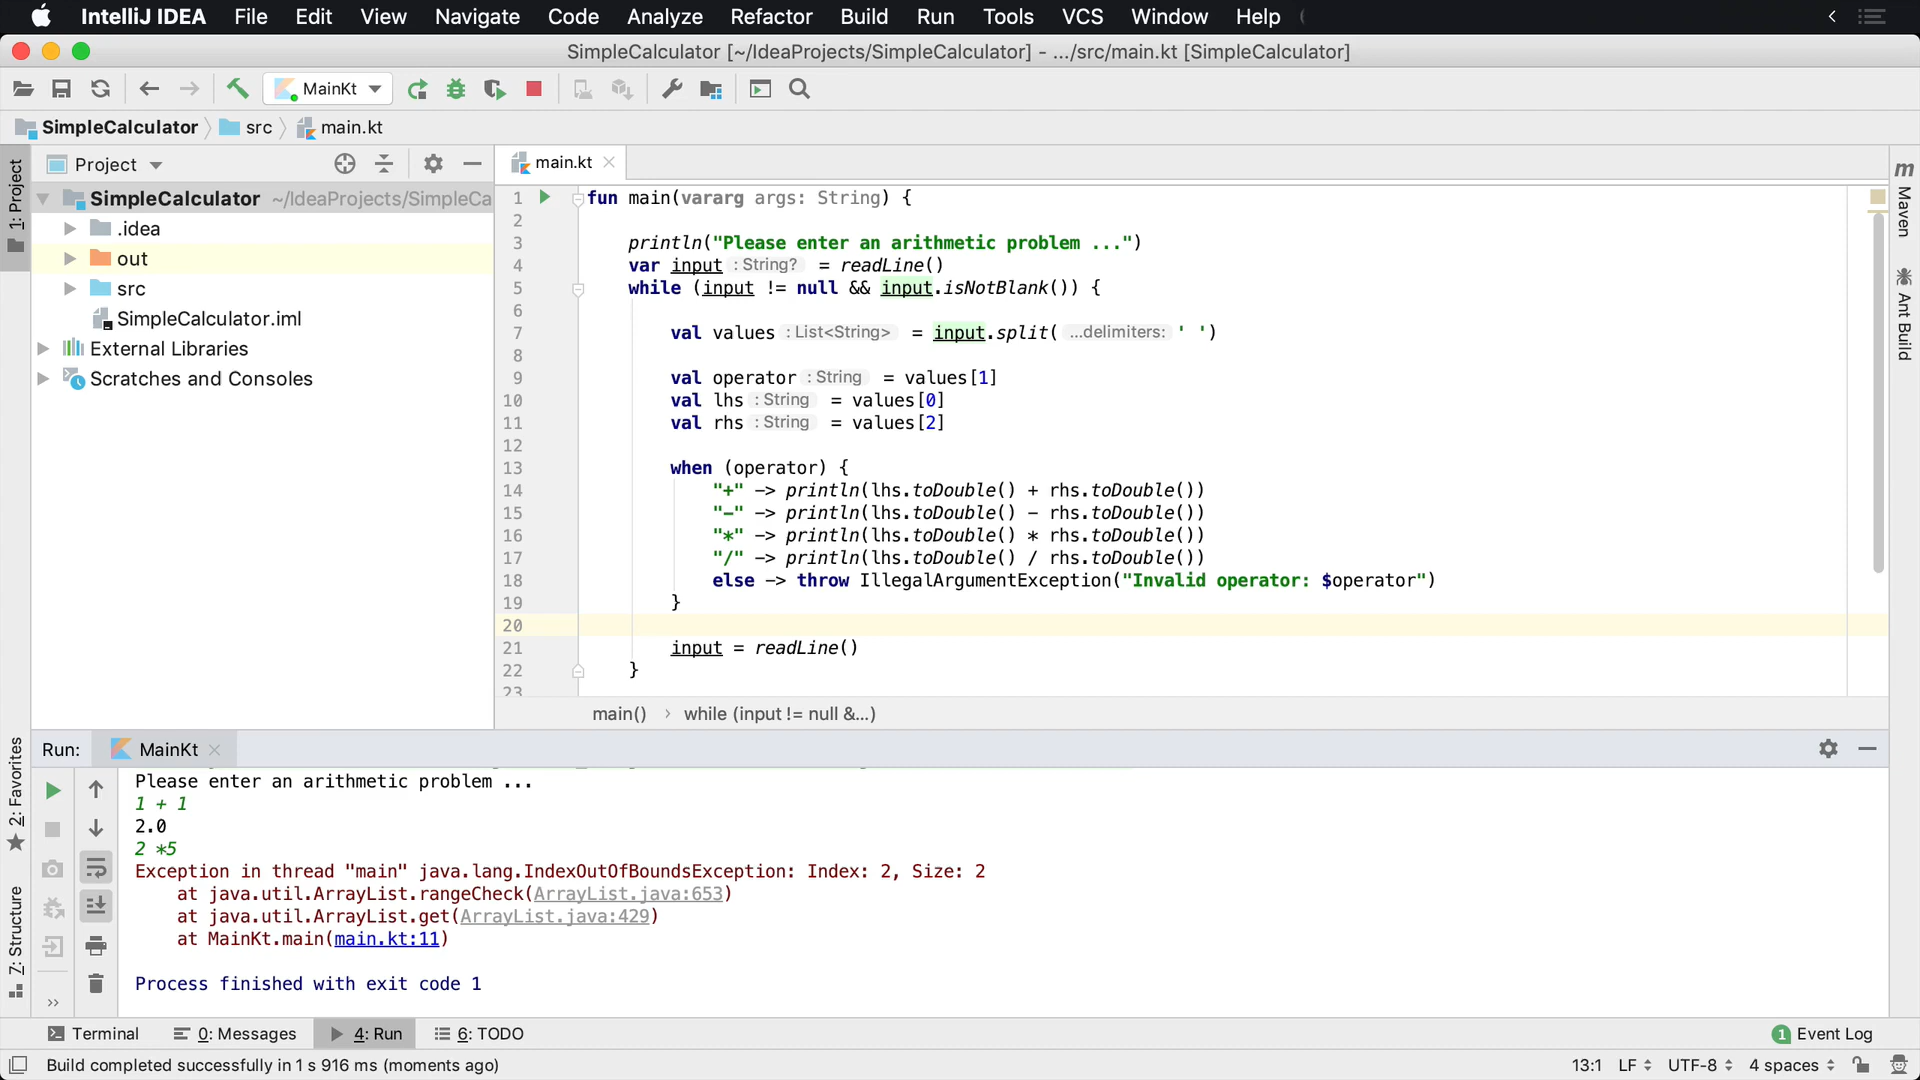 IntelliJ IDEA File Edit View Navigate Code Analyze Refactor Build Run Tools VCS Window Help
SimpleCalculator [~/IdeaProjects/SimpleCalculator] - .../src/main.kt [SimpleCalculator]
MainKt
SimpleCalculator src main.kt
1: Project
Project
SimpleCalculator ~/IdeaProjects/SimpleCa
.idea
out
src
SimpleCalculator.iml
External Libraries
Scratches and Consoles
main.kt
1 fun main(vararg args: String) {
2
3 println("Please enter an arithmetic problem ...")
4 var input : String? = readLine()
5 while (input != null && input.isNotBlank()) {
6
7 val values : List<String> = input.split( ...delimiters: ' ')
8
9 val operator : String = values[1]
10 val lhs : String = values[0]
11 val rhs : String = values[2]
12
13 when (operator) {
14 "+" -> println(lhs.toDouble() + rhs.toDouble())
15 "-" -> println(lhs.toDouble() - rhs.toDouble())
16 "*" -> println(lhs.toDouble() * rhs.toDouble())
17 "/" -> println(lhs.toDouble() / rhs.toDouble())
18 else -> throw IllegalArgumentException("Invalid operator: $operator")
19 }
20
21 input = readLine()
22 }
23
main() › while (input != null &...)
m Maven
Ant Build
2: Favorites
Z: Structure
Run: MainKt
Please enter an arithmetic problem ...
1 + 1
2.0
2 *5
Exception in thread "main" java.lang.IndexOutOfBoundsException: Index: 2, Size: 2
at java.util.ArrayList.rangeCheck(ArrayList.java:653)
at java.util.ArrayList.get(ArrayList.java:429)
at MainKt.main(main.kt:11)
Process finished with exit code 1
Terminal 0: Messages 4: Run 6: TODO 1 Event Log
Build completed successfully in 1 s 916 ms (moments ago) 13:1 LF UTF-8 4 spaces